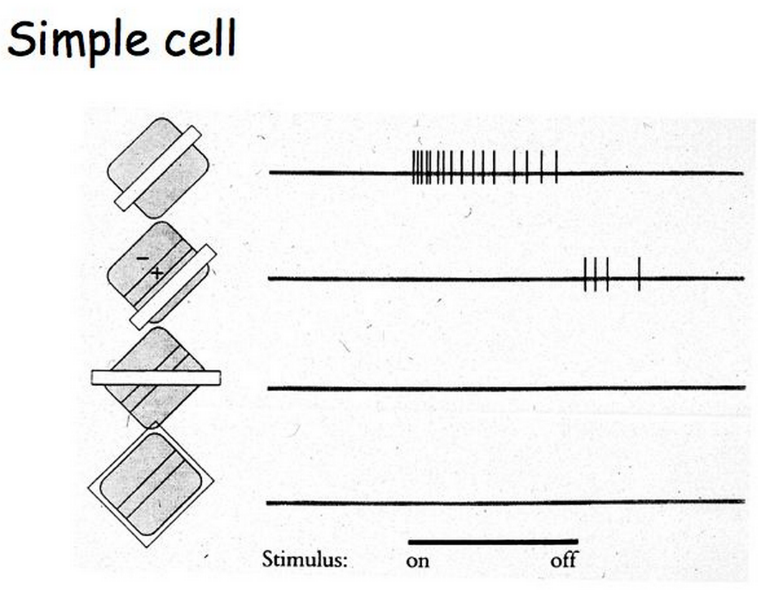 Simple cell
−
+
Stimulus: on off